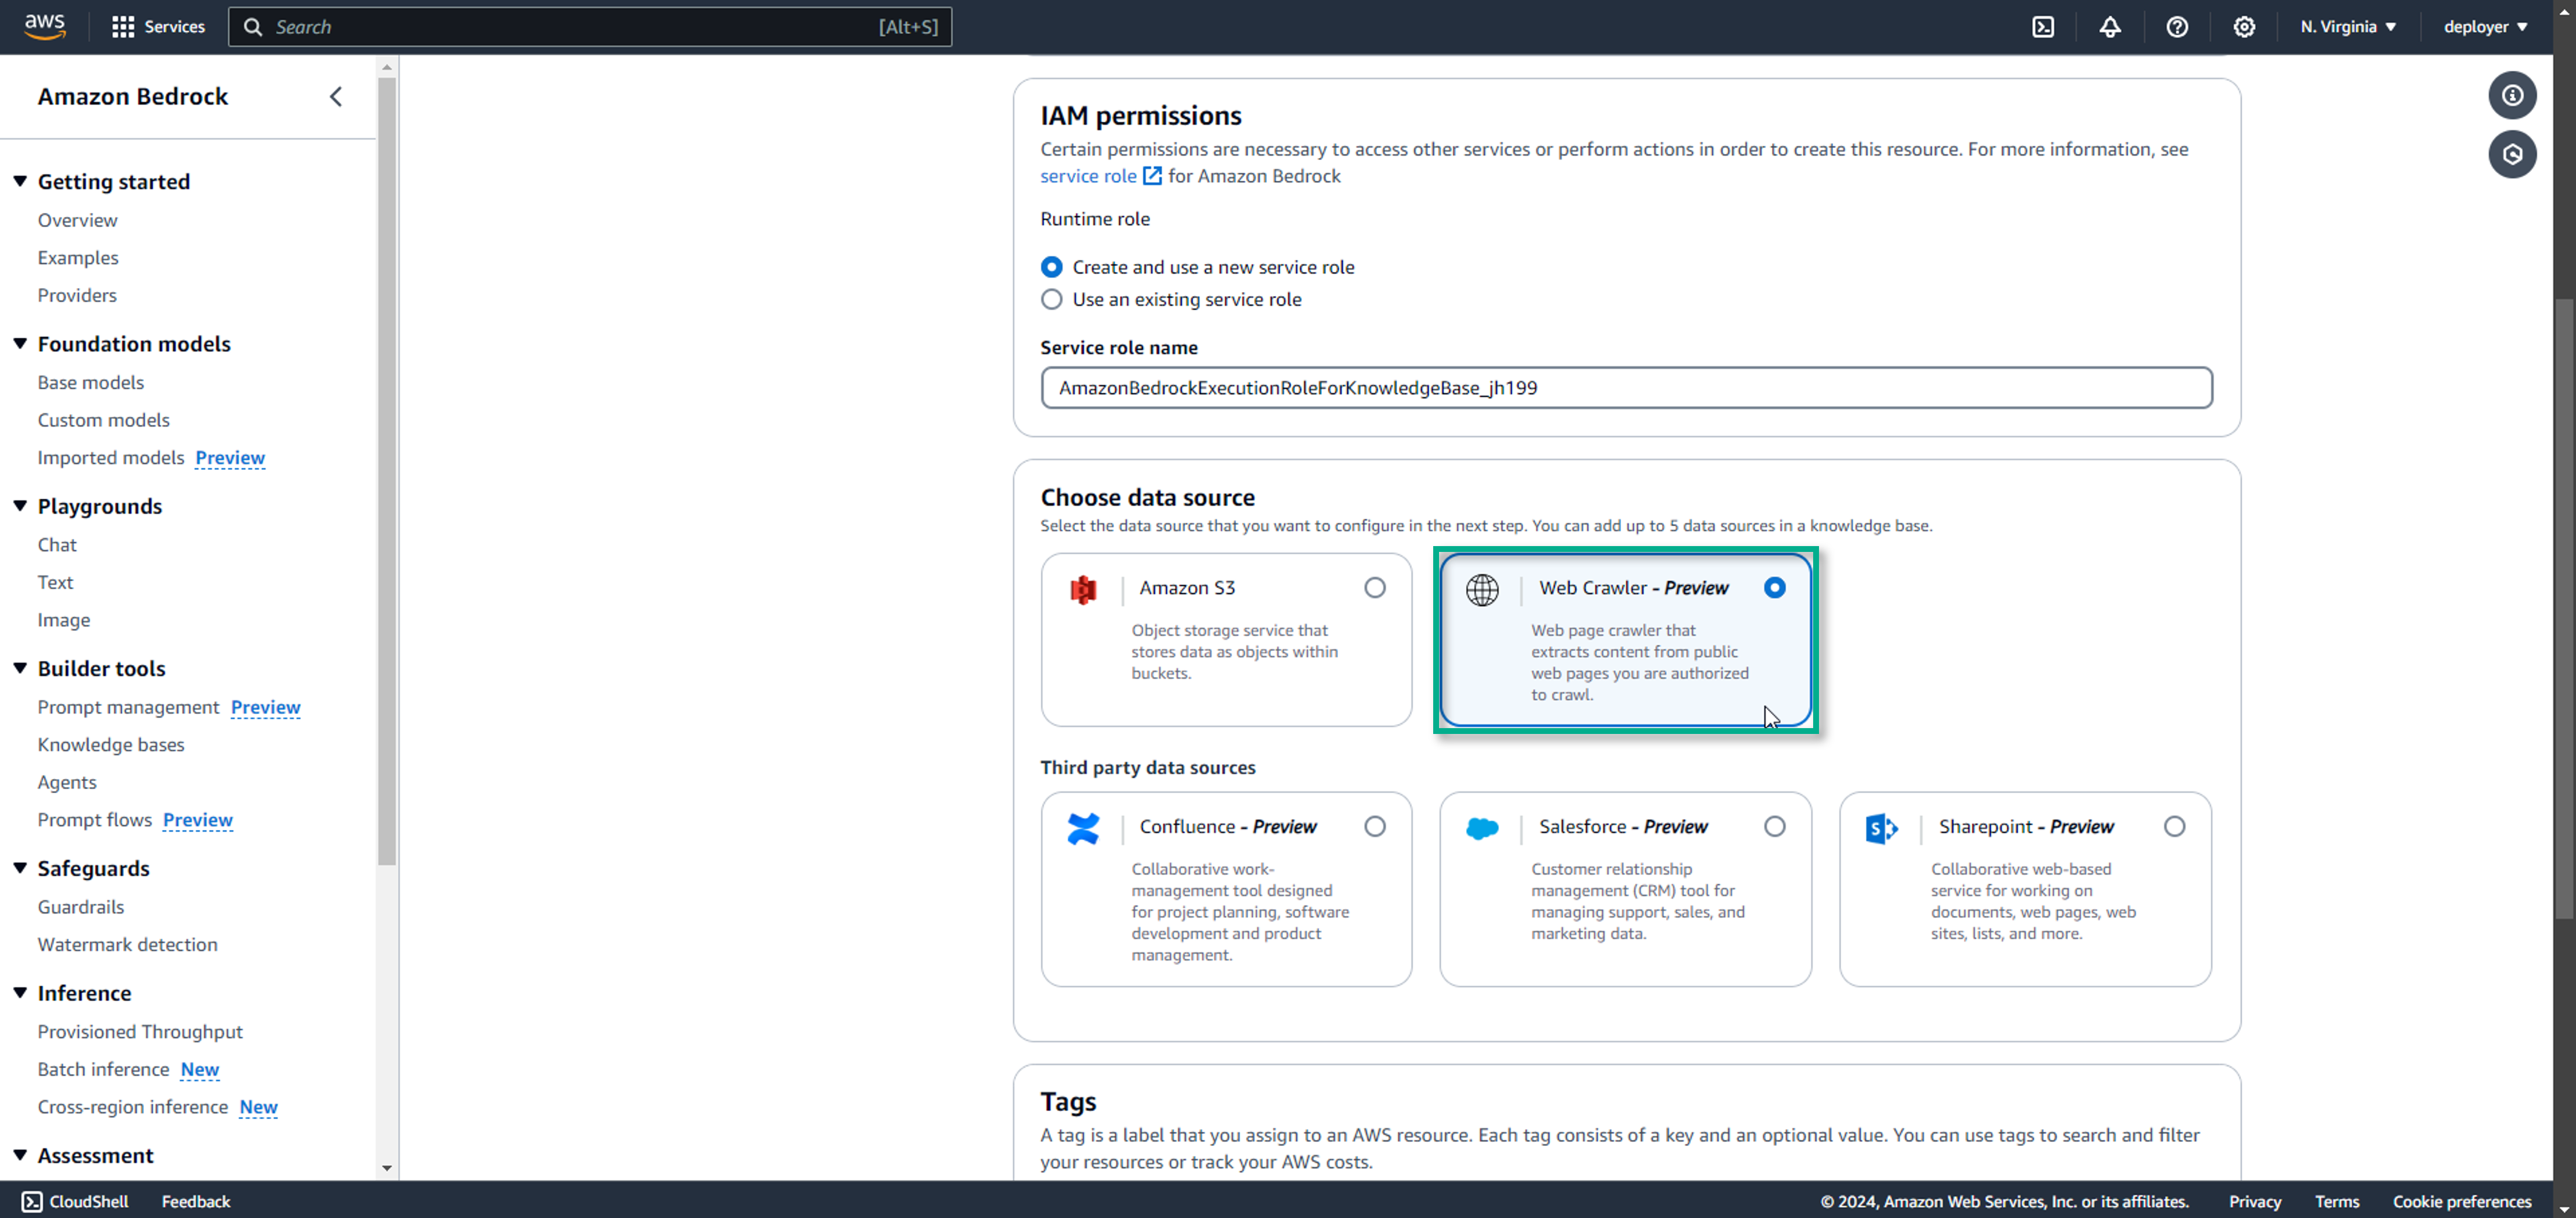 aws
Services
Search
[Alt+S]
N. Virginia
deployer
Amazon Bedrock
Getting started
Overview
Examples
Providers
Foundation models
Base models
Custom models
Imported models Preview
Playgrounds
Chat
Text
Image
Builder tools
Prompt management Preview
Knowledge bases
Agents
Prompt flows Preview
Safeguards
Guardrails
Watermark detection
Inference
Provisioned Throughput
Batch inference New
Cross-region inference New
Assessment
IAM permissions
Certain permissions are necessary to access other services or perform actions in order to create this resource. For more information, see
service role for Amazon Bedrock
Runtime role
Create and use a new service role
Use an existing service role
Service role name
AmazonBedrockExecutionRoleForKnowledgeBase_jh199
Choose data source
Select the data source that you want to configure in the next step. You can add up to 5 data sources in a knowledge base.
Amazon S3
Object storage service that
stores data as objects within
buckets.
Web Crawler - Preview
Web page crawler that
extracts content from public
web pages you are authorized
to crawl.
Third party data sources
Confluence - Preview
Collaborative work-
management tool designed
for project planning, software
development and product
management.
Salesforce - Preview
Customer relationship
management (CRM) tool for
managing support, sales, and
marketing data.
S
Sharepoint - Preview
Collaborative web-based
service for working on
documents, web pages, web
sites, lists, and more.
Tags
A tag is a label that you assign to an AWS resource. Each tag consists of a key and an optional value. You can use tags to search and filter
your resources or track your AWS costs.
CloudShell
Feedback
© 2024, Amazon Web Services, Inc. or its affiliates.
Privacy
Terms
Cookie preferences